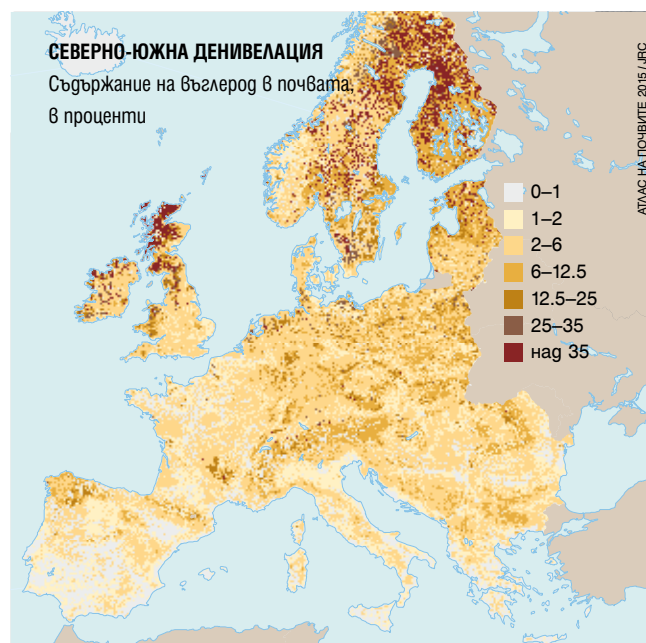 СЕВЕРНО-ЮЖНА ДЕНИВЕЛАЦИЯ
Съдържание на въглерод в почвата,
в проценти
АТЛАС НА ПОЧВИТЕ 2015 / JRC
0–1
1–2
2–6
6–12.5
12.5–25
25–35
над 35